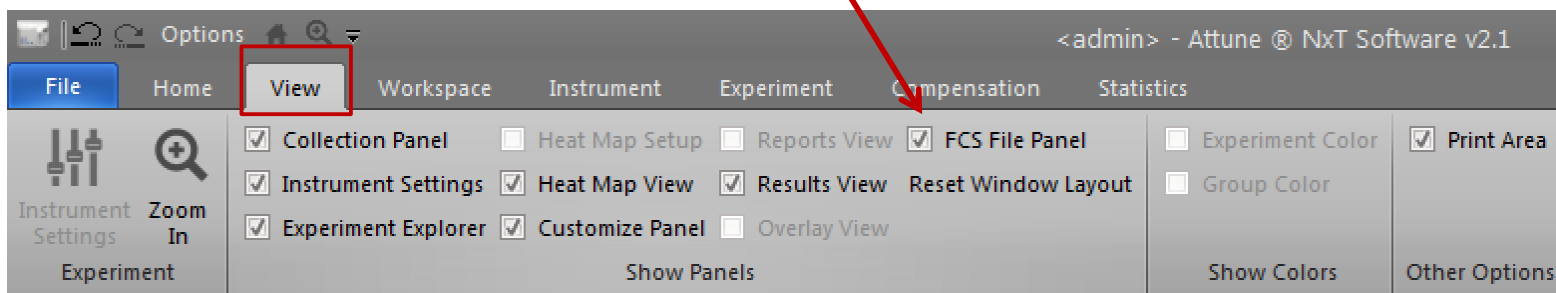 Options
<admin> - Attune ® NxT Software v2.1
File Home View Workspace Instrument Experiment Compensation Statistics
Collection Panel Heat Map Setup Reports View FCS File Panel Experiment Color Print Area
Instrument Settings Heat Map View Results View Reset Window Layout Group Color
Instrument Settings
Zoom In
Experiment Explorer Customize Panel Overlay View
Experiment Show Panels Show Colors Other Options